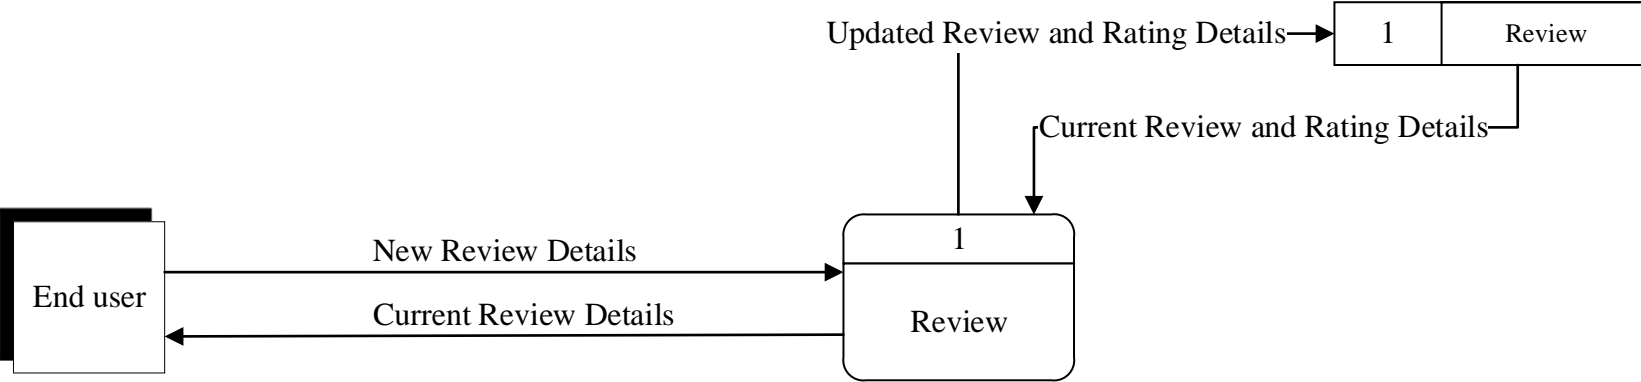 Updated Review and Rating Details
1
Review
Current Review and Rating Details
1
New Review Details
End user
Current Review Details
Review